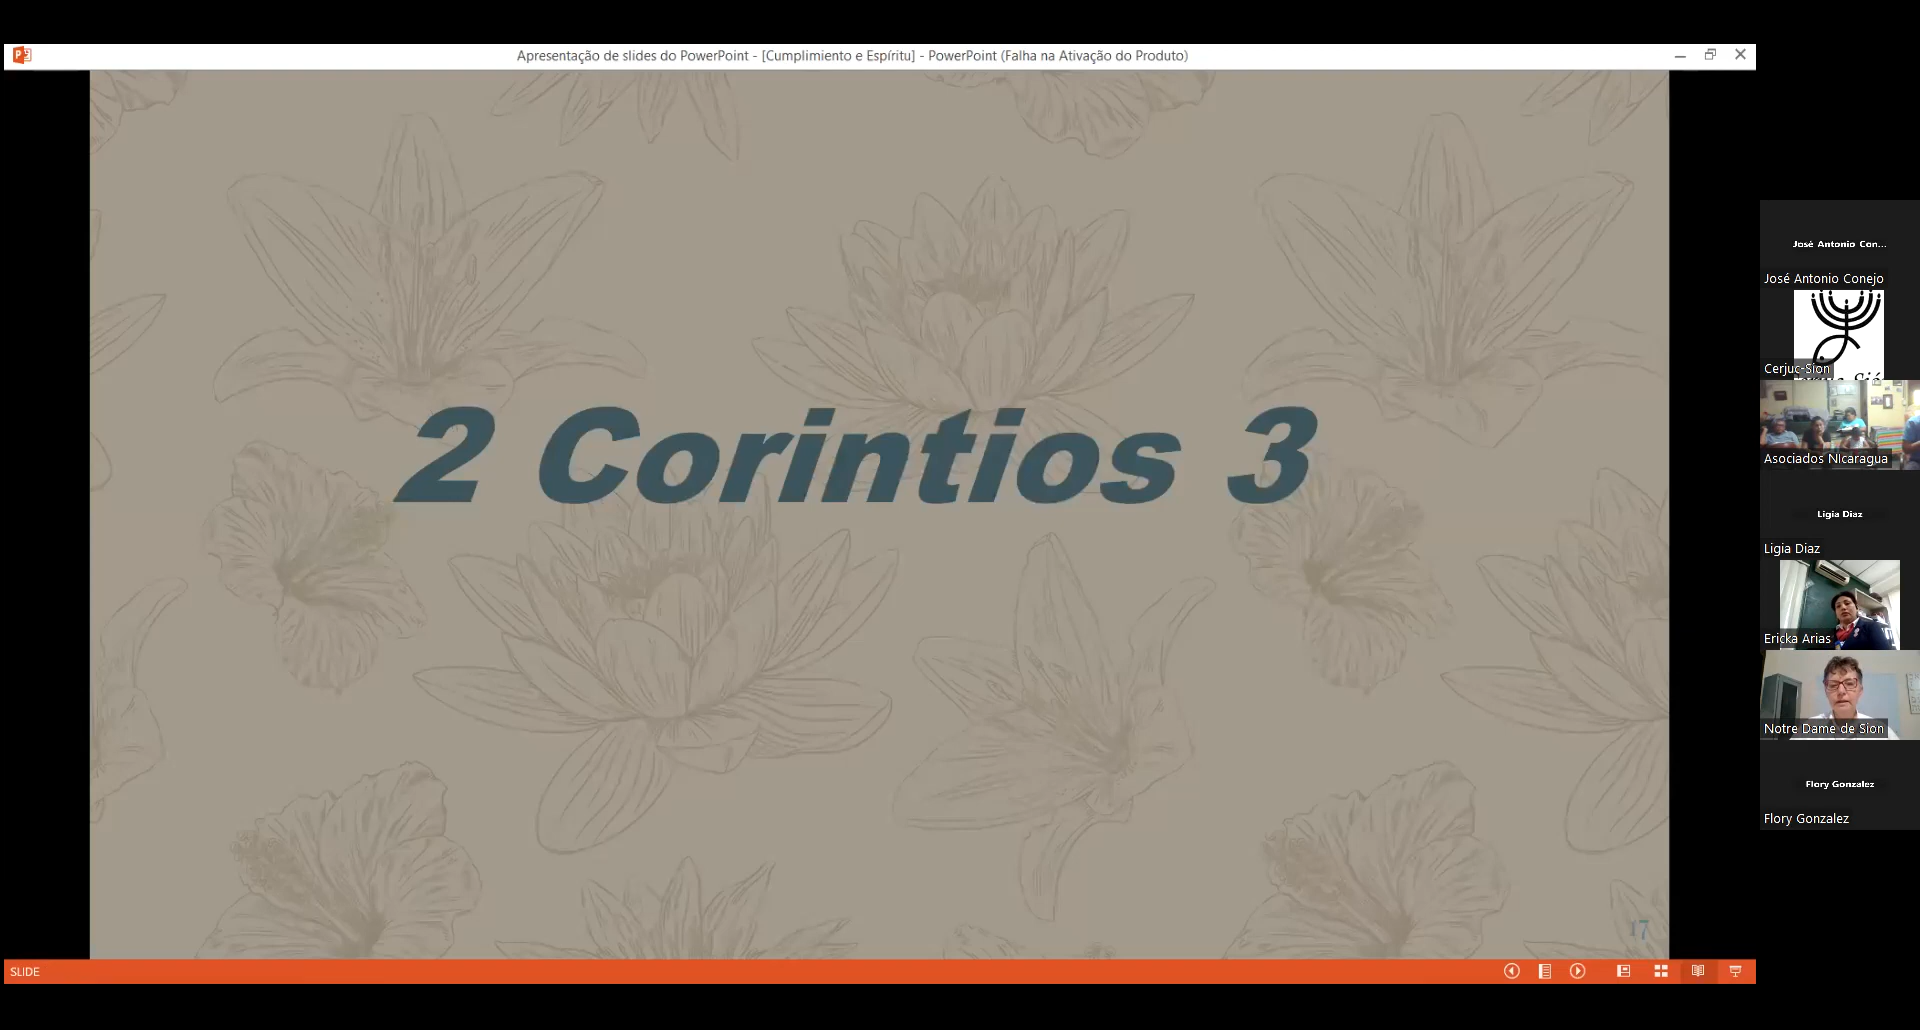 Apresentação de slides do PowerPoint - [Cumplimiento e Espíritu] - PowerPoint (Falha na Ativação do Produto)
2 Corintios 3
17
SLIDE
José Antonio Con...
José Antonio Conejo
Cerjuc-Sion
Asociados NIcaragua
Ligia Diaz
Ligia Diaz
Ericka Arias
Notre Dame de Sion
Flory Gonzalez
Flory Gonzalez